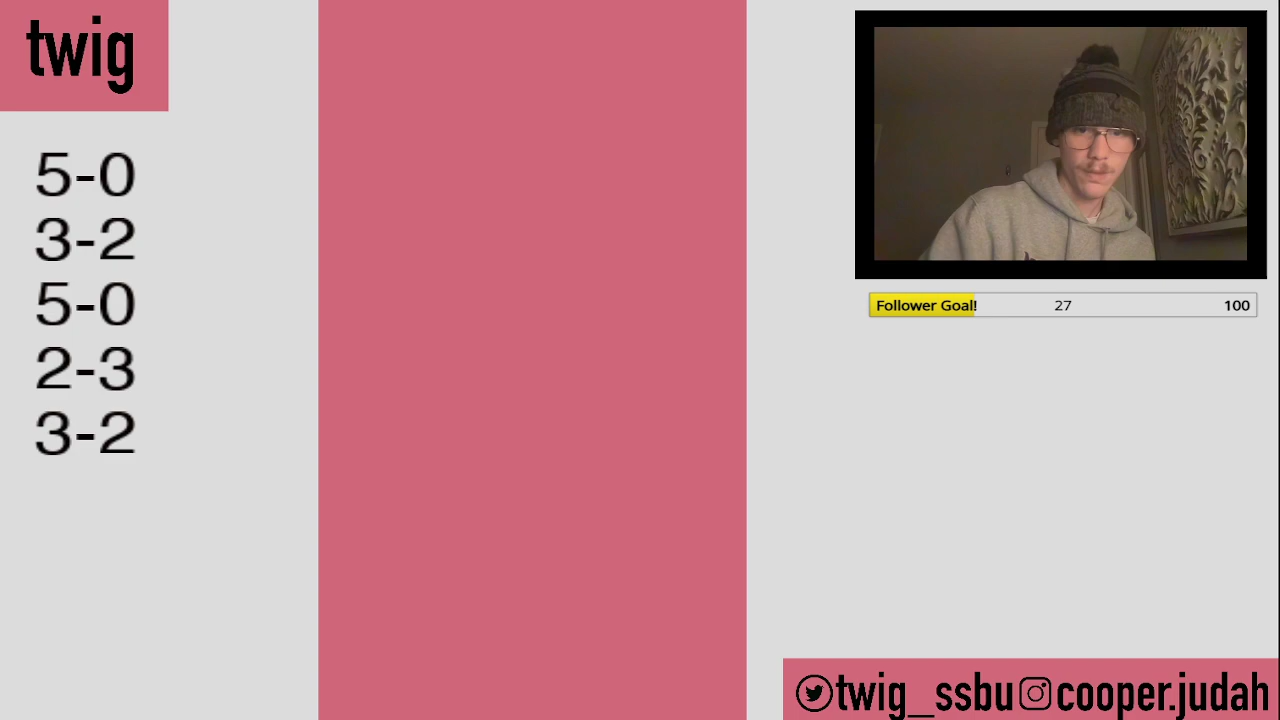 twig
5-0
3-2
5-0
2-3
3-2
Follower Goal! 27 100
twig_ssbu cooper.judah